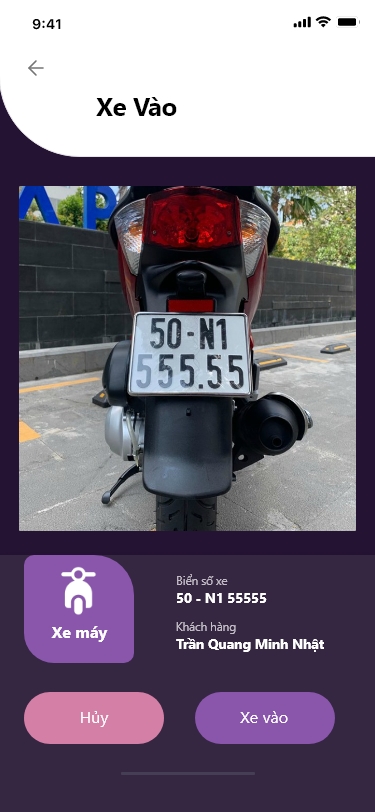 9:41
Xe Vào
AP
50-N1
555.55
Xe máy
Biển số xe
50 - N1 55555
Khách hàng
Trần Quang Minh Nhật
Hủy
Xe vào